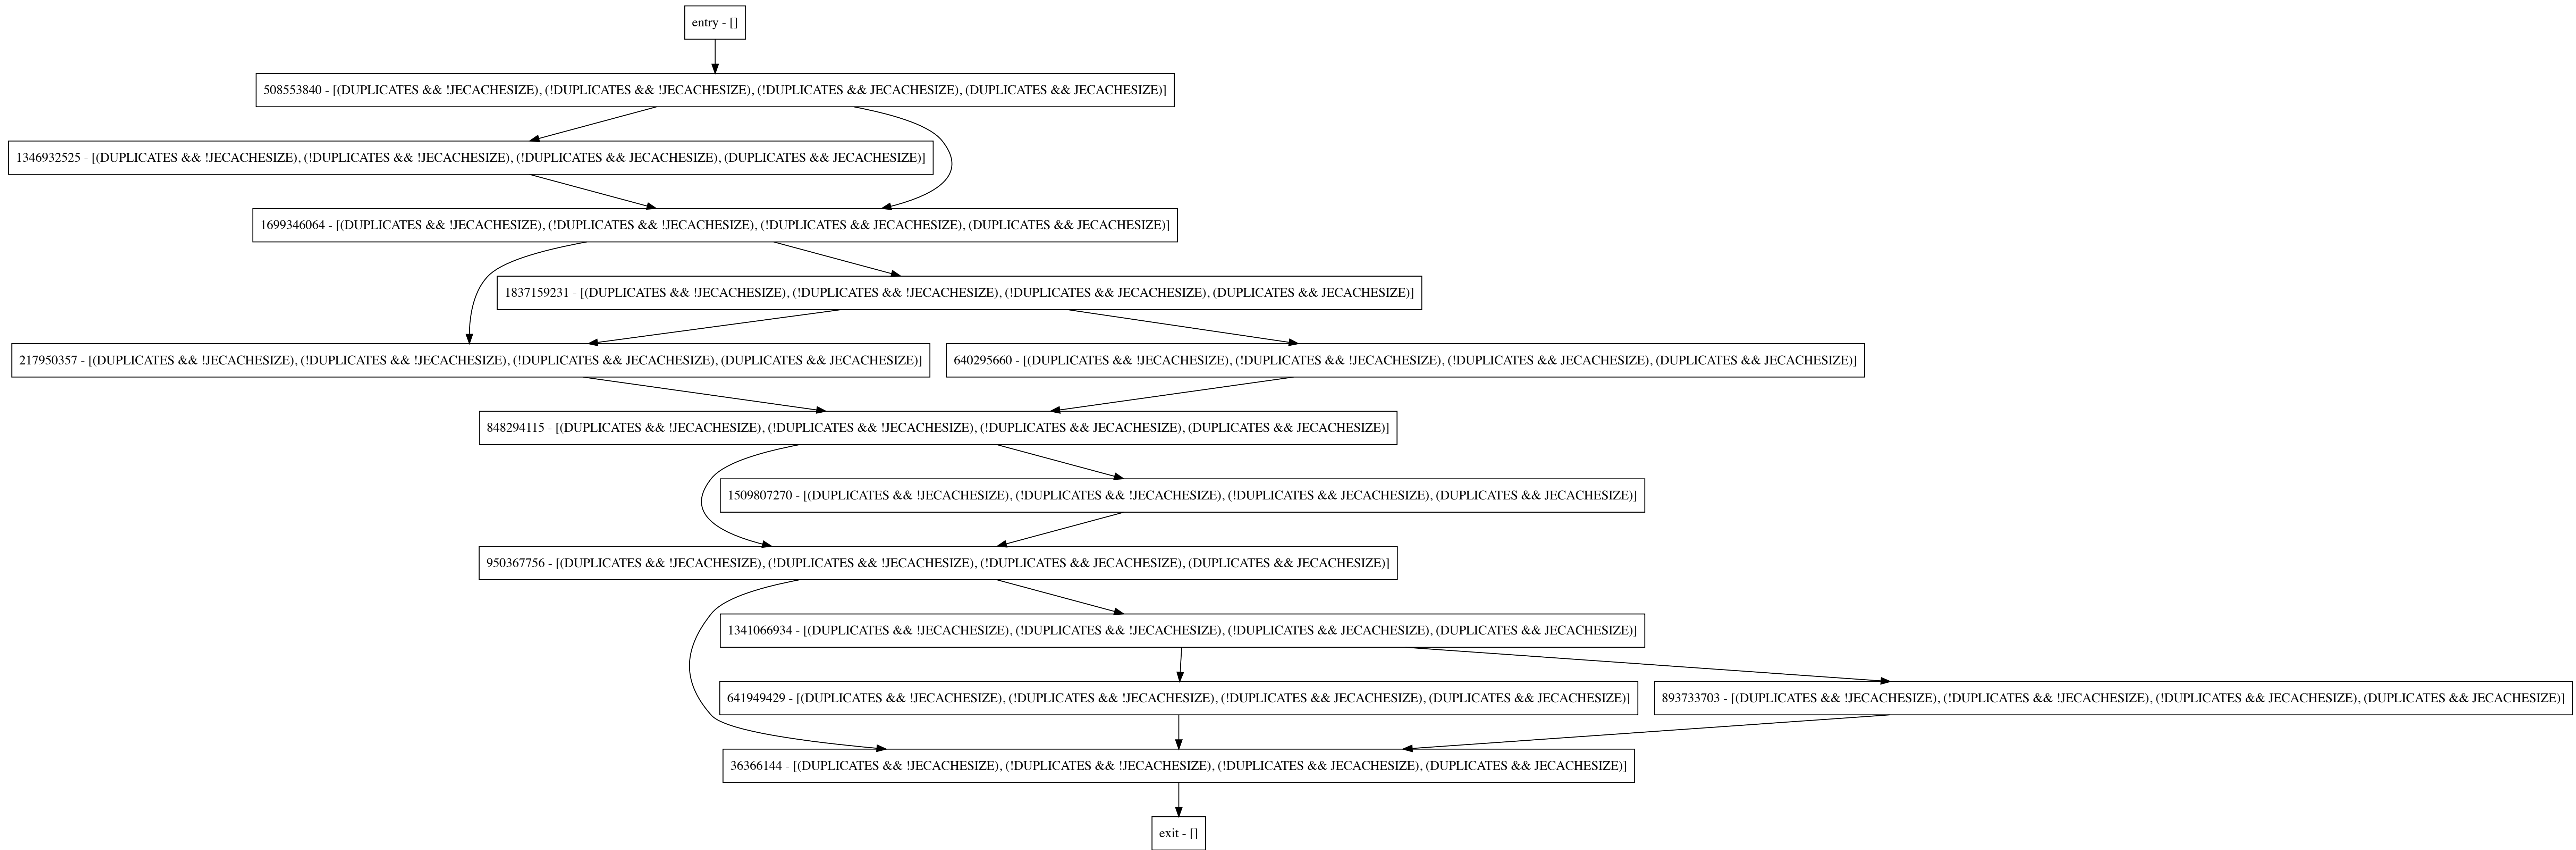 entry - []
508553840 - [(DUPLICATES && !JECACHESIZE), (!DUPLICATES && !JECACHESIZE), (!DUPLICATES && JECACHESIZE), (DUPLICATES && JECACHESIZE)]
1346932525 - [(DUPLICATES && !JECACHESIZE), (!DUPLICATES && !JECACHESIZE), (!DUPLICATES && JECACHESIZE), (DUPLICATES && JECACHESIZE)]
1699346064 - [(DUPLICATES && !JECACHESIZE), (!DUPLICATES && !JECACHESIZE), (!DUPLICATES && JECACHESIZE), (DUPLICATES && JECACHESIZE)]
1837159231 - [(DUPLICATES && !JECACHESIZE), (!DUPLICATES && !JECACHESIZE), (!DUPLICATES && JECACHESIZE), (DUPLICATES && JECACHESIZE)]
217950357 - [(DUPLICATES && !JECACHESIZE), (!DUPLICATES && !JECACHESIZE), (!DUPLICATES && JECACHESIZE), (DUPLICATES && JECACHESIZE)]
640295660 - [(DUPLICATES && !JECACHESIZE), (!DUPLICATES && !JECACHESIZE), (!DUPLICATES && JECACHESIZE), (DUPLICATES && JECACHESIZE)]
848294115 - [(DUPLICATES && !JECACHESIZE), (!DUPLICATES && !JECACHESIZE), (!DUPLICATES && JECACHESIZE), (DUPLICATES && JECACHESIZE)]
1509807270 - [(DUPLICATES && !JECACHESIZE), (!DUPLICATES && !JECACHESIZE), (!DUPLICATES && JECACHESIZE), (DUPLICATES && JECACHESIZE)]
950367756 - [(DUPLICATES && !JECACHESIZE), (!DUPLICATES && !JECACHESIZE), (!DUPLICATES && JECACHESIZE), (DUPLICATES && JECACHESIZE)]
1341066934 - [(DUPLICATES && !JECACHESIZE), (!DUPLICATES && !JECACHESIZE), (!DUPLICATES && JECACHESIZE), (DUPLICATES && JECACHESIZE)]
641949429 - [(DUPLICATES && !JECACHESIZE), (!DUPLICATES && !JECACHESIZE), (!DUPLICATES && JECACHESIZE), (DUPLICATES && JECACHESIZE)]
893733703 - [(DUPLICATES && !JECACHESIZE), (!DUPLICATES && !JECACHESIZE), (!DUPLICATES && JECACHESIZE), (DUPLICATES && JECACHESIZE)]
36366144 - [(DUPLICATES && !JECACHESIZE), (!DUPLICATES && !JECACHESIZE), (!DUPLICATES && JECACHESIZE), (DUPLICATES && JECACHESIZE)]
exit - []